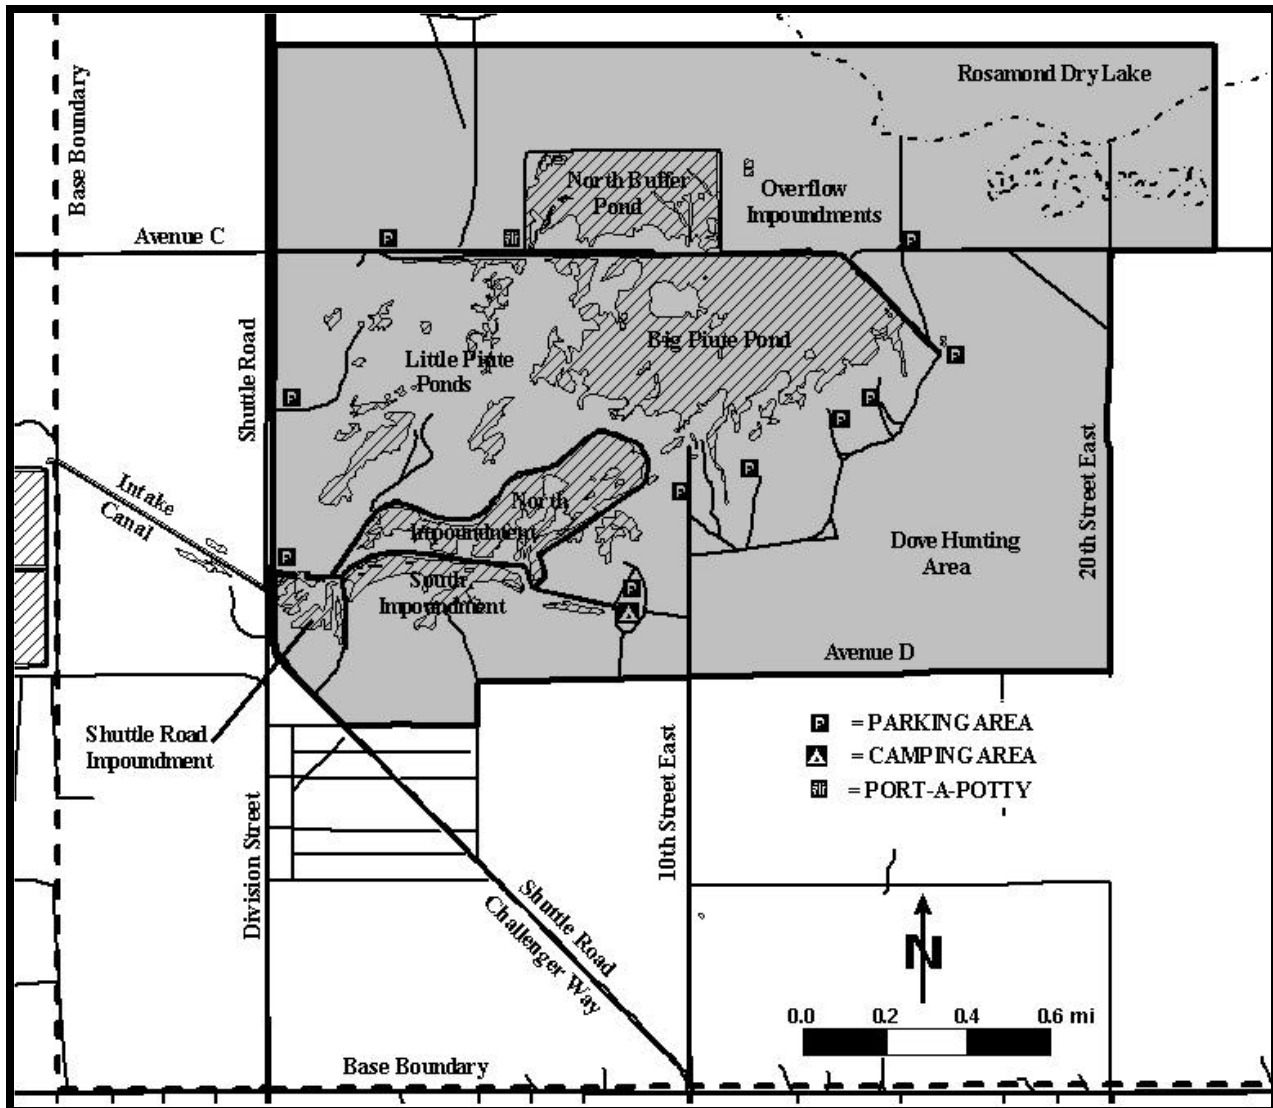 Rosamond Dry Lake
Base Boundary
North Buffer
Pond
Overflow
Impoundments
Avenue C
P
P
Shuttle Road
Big Piute Pond
Little Piute
Ponds
P
P
P
P
P
P
Intake
Canal
North
Impoundment
20th Street East
Dove Hunting
Area
P
South
Impoundment
P
Avenue D
Shuttle Road
Impoundment
P = PARKING AREA
= CAMPING AREA
= PORT-A-POTTY
10th Street East
Division Street
Shuttle Road
Challenger Way
N
0.0 0.2 0.4 0.6 mi
Base Boundary